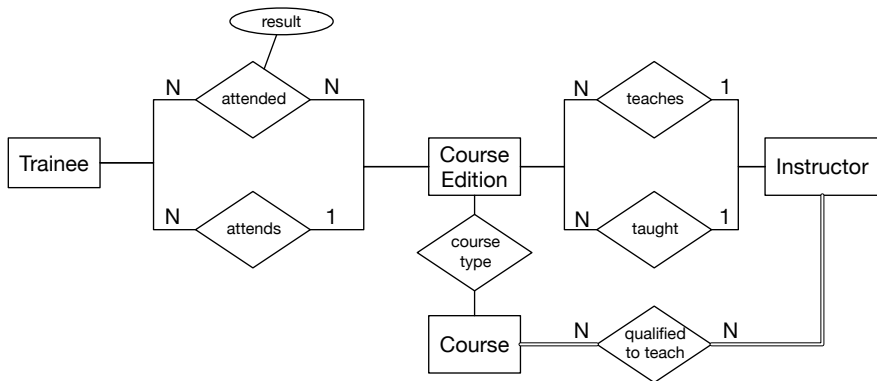 result
N
attended
N
N
teaches
1
Trainee
Course
Edition
Instructor
N
attends
1
N
taught
1
course
type
Course
N
qualified
to teach
N